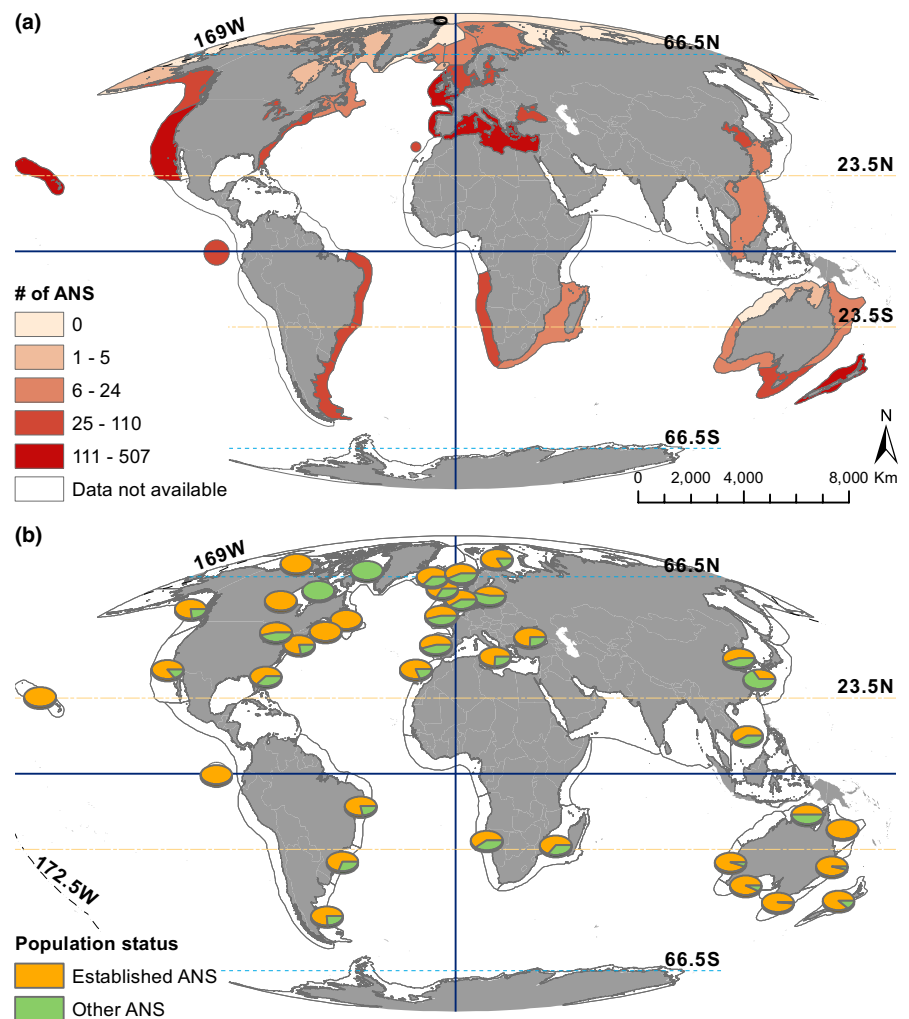 (a)
169W
0
66.5N
23.5N
# of ANS
0
1 - 5
6 - 24
25 - 110
111 - 507
Data not available
23.5S
66.5S
N
0 2,000 4,000 8,000 Km
(b)
169W
66.5N
23.5N
172.5W
Population status
Established ANS
Other ANS
66.5S